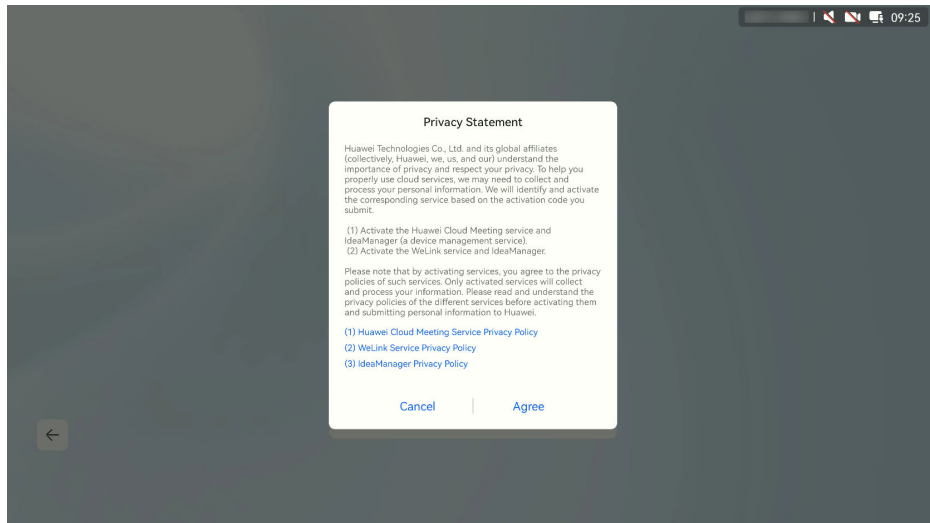 09:25
Privacy Statement
Huawei Technologies Co., Ltd. and its global affiliates
(collectively, Huawei, we, us, and our) understand the
importance of privacy and respect your privacy. To help you
properly use cloud services, we may need to collect and
process your personal information. We will identify and activate
the corresponding service based on the activation code you
submit.
(1) Activate the Huawei Cloud Meeting service and
IdeaManager (a device management service).
(2) Activate the WeLink service and IdeaManager.
Please note that by activating services, you agree to the privacy
policies of such services. Only activated services will collect
and process your information. Please read and understand the
privacy policies of the different services before activating them
and submitting personal information to Huawei.
(1) Huawei Cloud Meeting Service Privacy Policy
(2) WeLink Service Privacy Policy
(3) IdeaManager Privacy Policy
Cancel
Agree